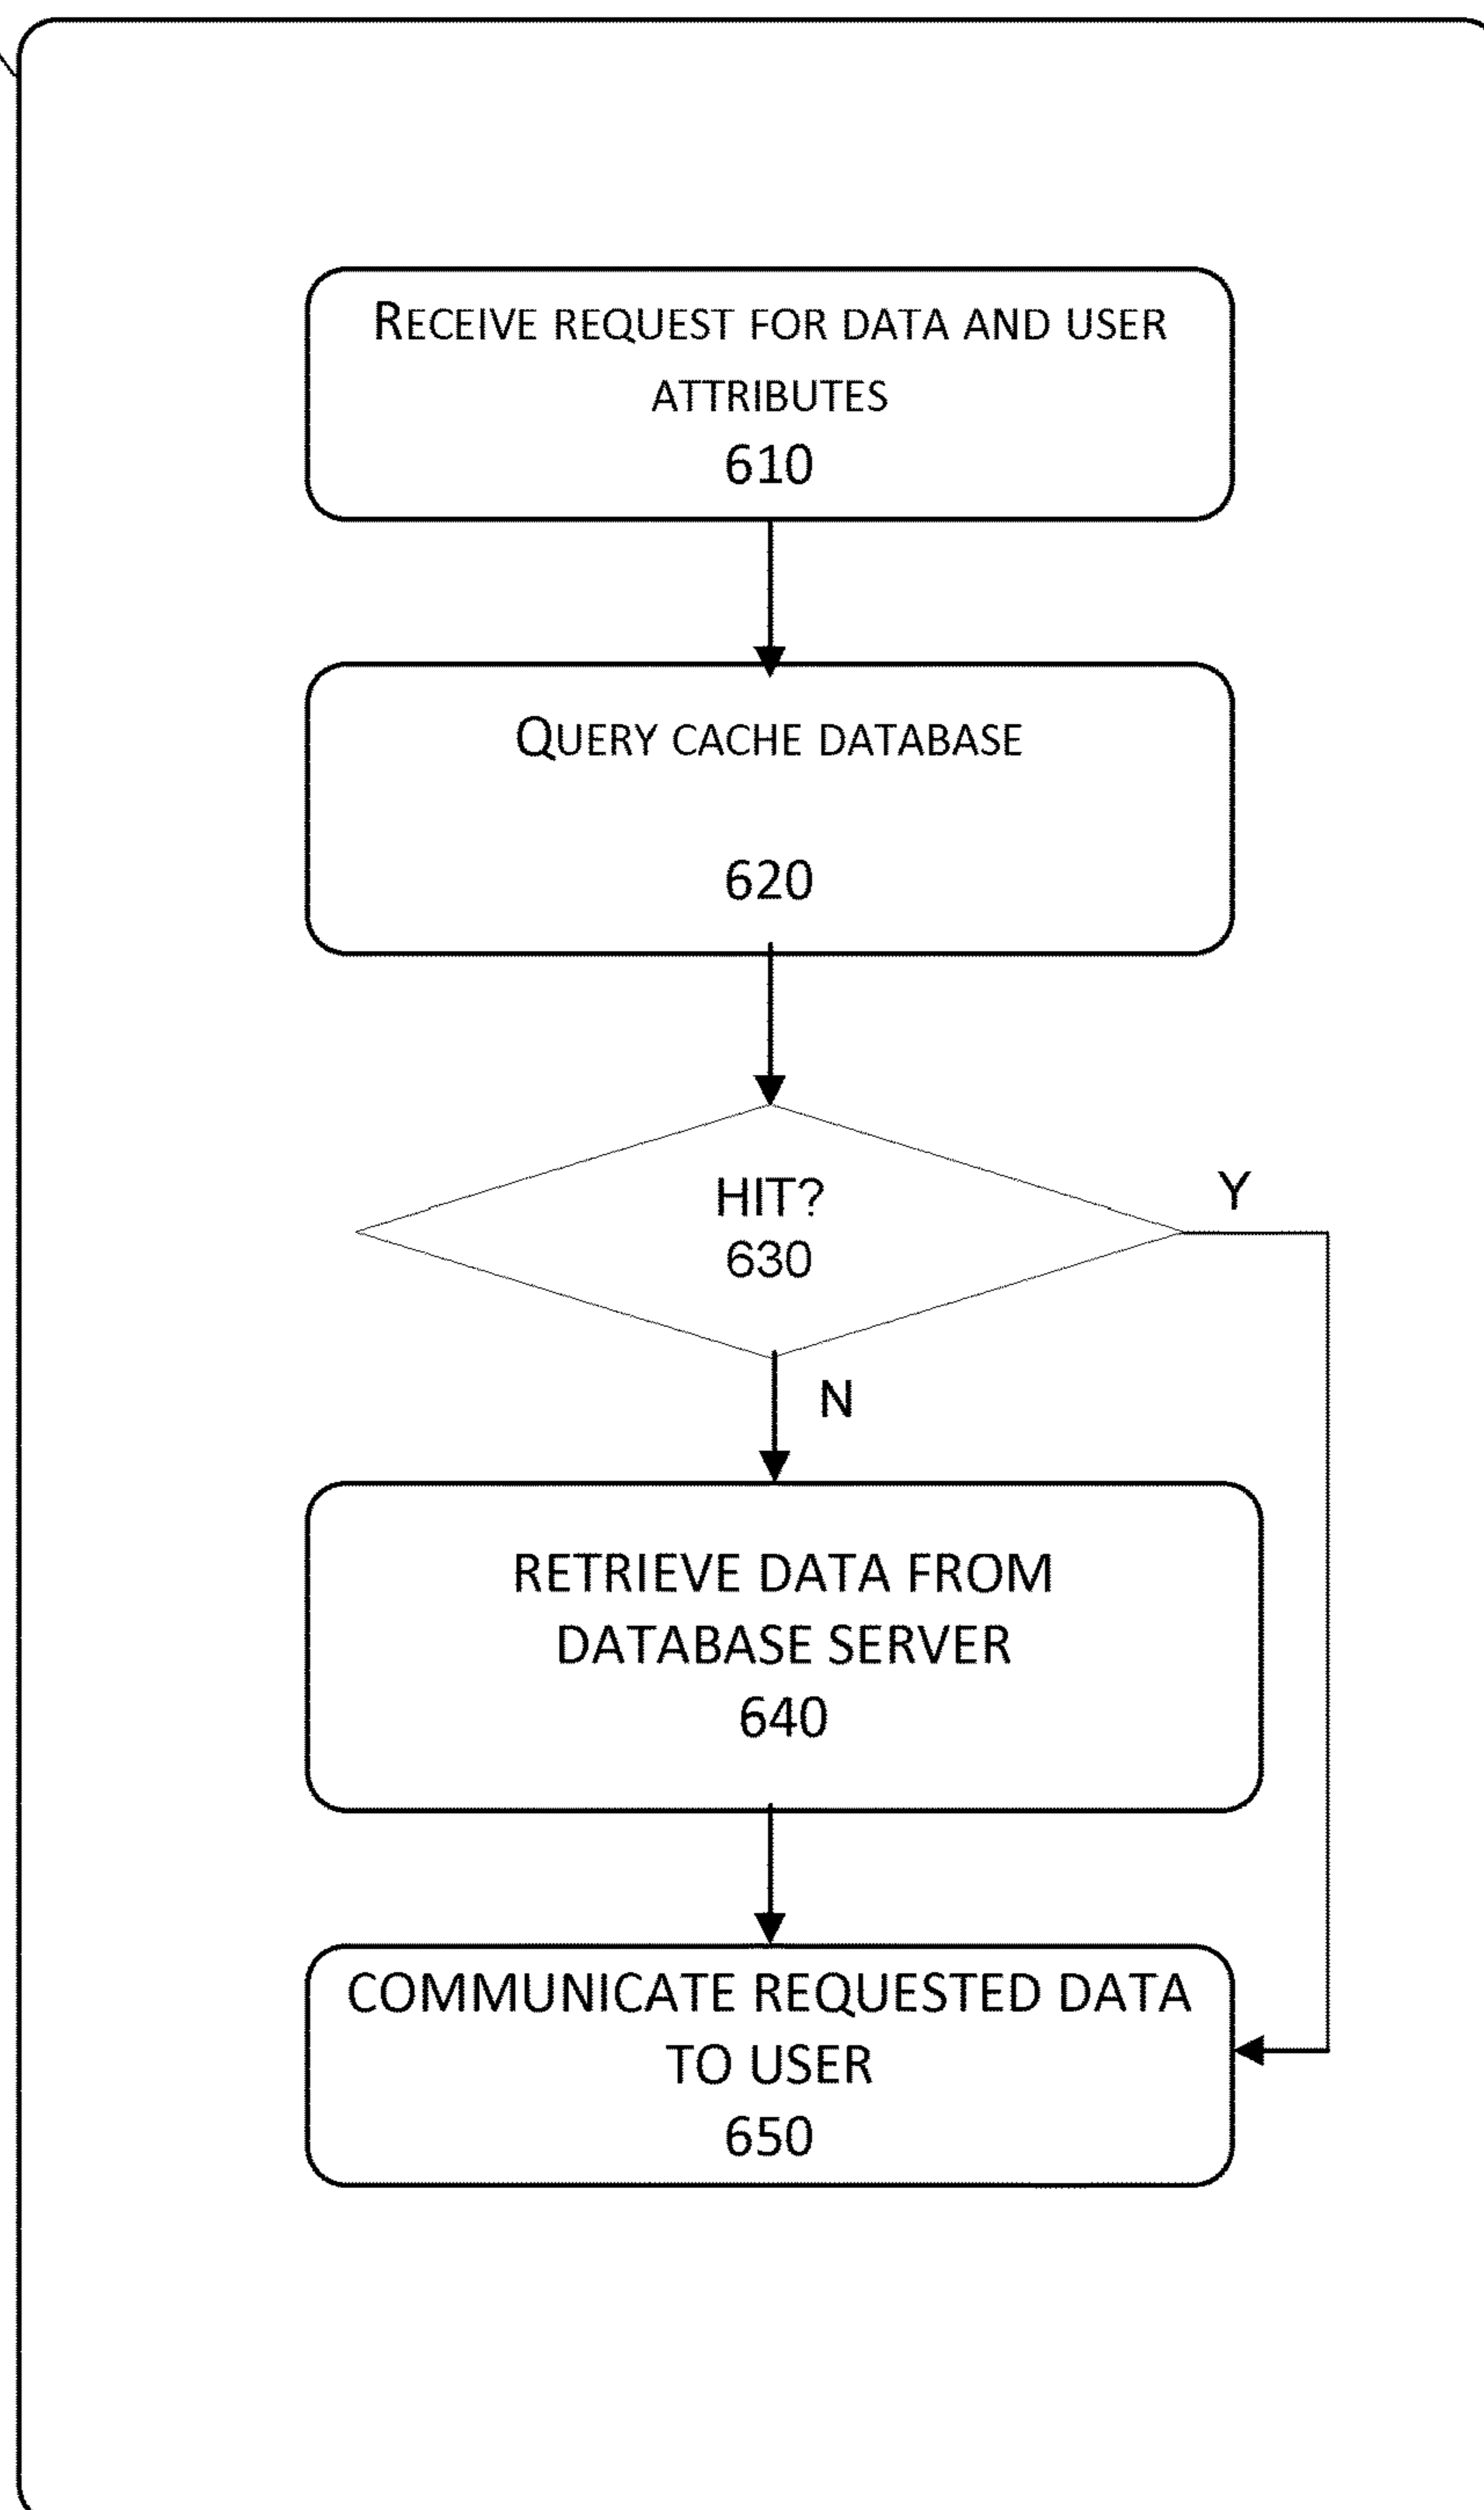 RECEIVE REQUEST FOR DATA AND USER
ATTRIBUTES
610
QUERY CACHE DATABASE
620
HIT?
630
Y
N
RETRIEVE DATA FROM
DATABASE SERVER
640
COMMUNICATE REQUESTED DATA
TO USER
650